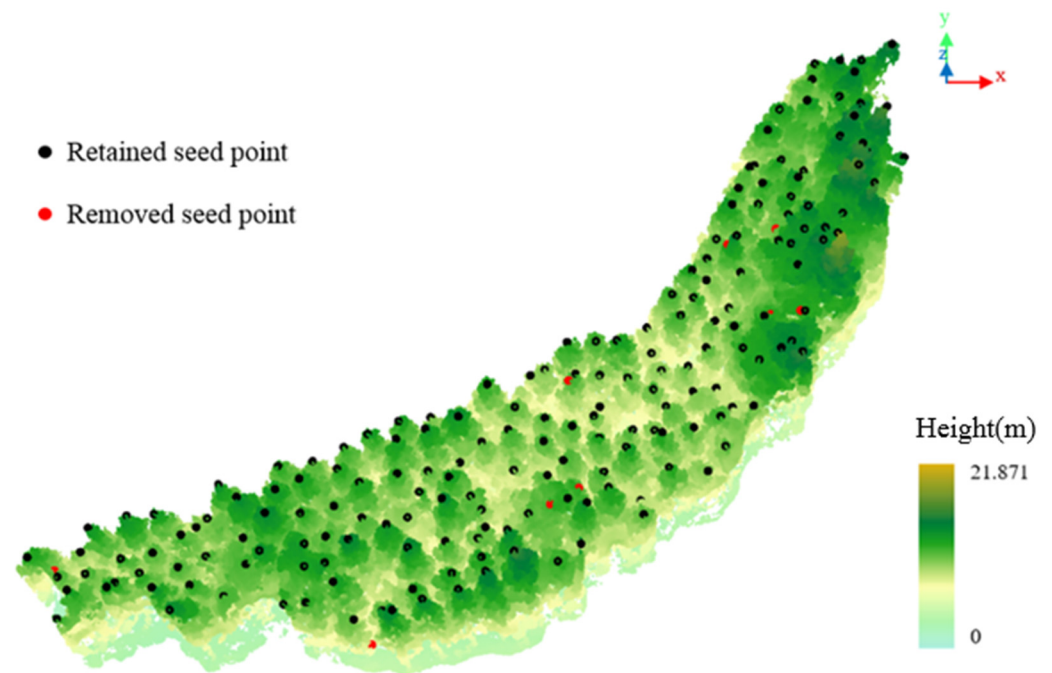 y
z
x
Retained seed point
Removed seed point
Height(m)
21.871
0